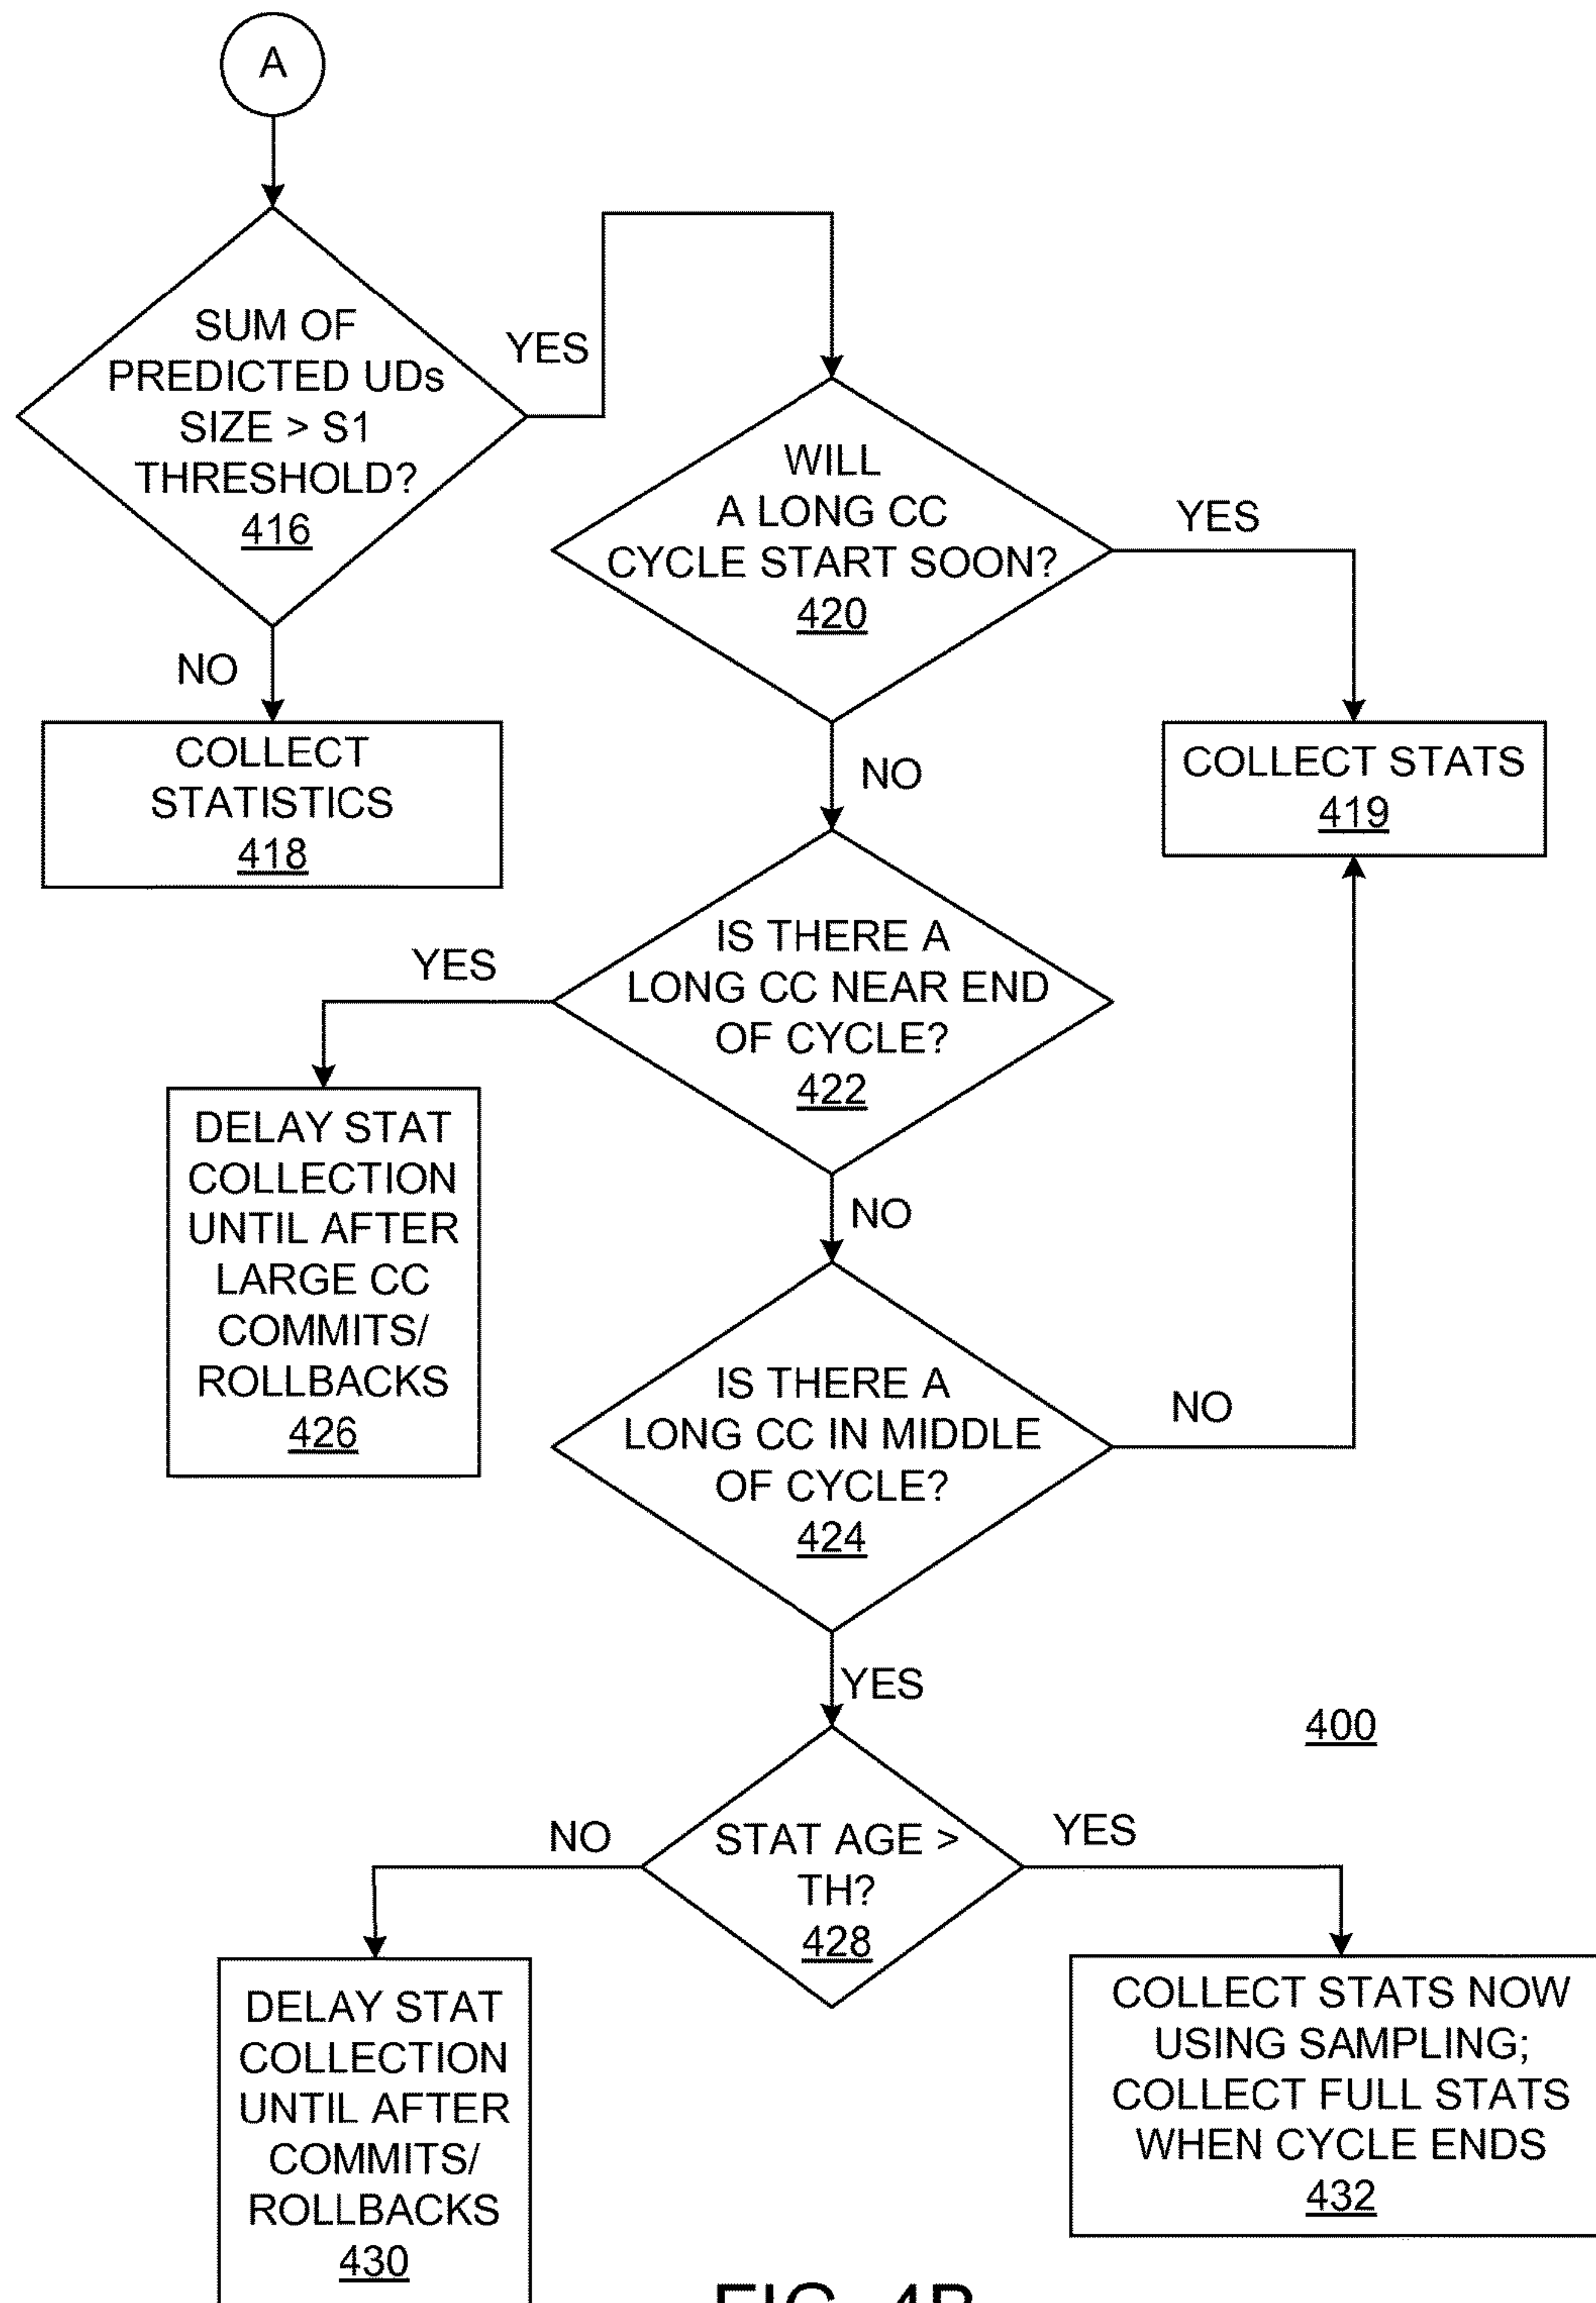 A
SUM OF
PREDICTED UDs
SIZE > S1
THRESHOLD?
416
YES
NO
COLLECT
STATISTICS
418
WILL
A LONG CC
CYCLE START SOON?
420
YES
NO
COLLECT STATS
419
IS THERE A
LONG CC NEAR END
OF CYCLE?
422
YES
NO
DELAY STAT
COLLECTION
UNTIL AFTER
LARGE CC
COMMITS/
ROLLBACKS
426
IS THERE A
LONG CC IN MIDDLE
OF CYCLE?
424
NO
YES
400
STAT AGE >
TH?
428
NO
YES
DELAY STAT
COLLECTION
UNTIL AFTER
COMMITS/
ROLLBACKS
430
COLLECT STATS NOW
USING SAMPLING;
COLLECT FULL STATS
WHEN CYCLE ENDS
432
FIG. 4B